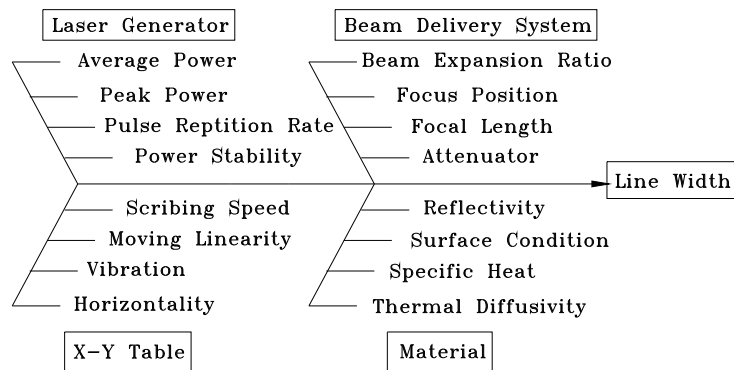 Laser Generator
Average Power
Peak Power
Pulse Reptition Rate
Power Stability
Beam Delivery System
Beam Expansion Ratio
Focus Position
Focal Length
Attenuator
Line Width
Scribing Speed
Moving Linearity
Vibration
Horizontality
X-Y Table
Reflectivity
Surface Condition
Specific Heat
Thermal Diffusivity
Material